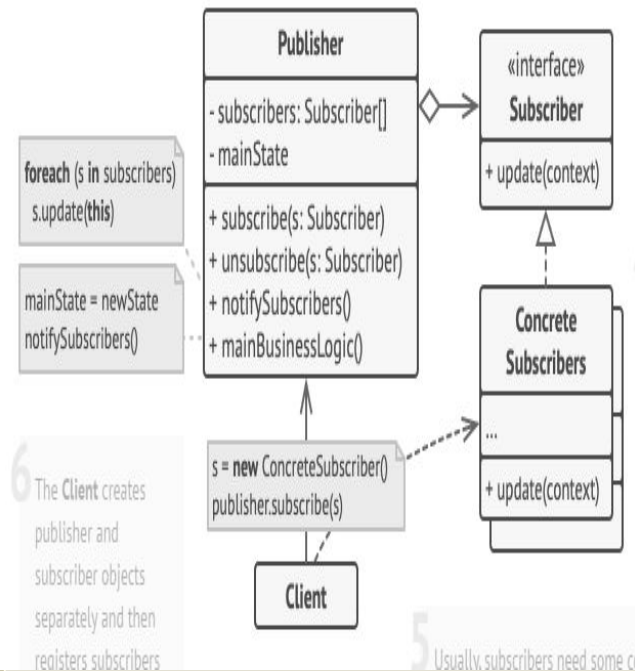 Publisher
- subscribers: Subscriber[]
- mainState
+ subscribe(s: Subscriber)
+ unsubscribe(s: Subscriber)
+ notifySubscribers()
+ mainBusinessLogic()
«interface»
Subscriber
+ update(context)
foreach (s in subscribers)
s.update(this)
mainState = newState
notifySubscribers()
Concrete
Subscribers
...
+ update(context)
s = new ConcreteSubscriber()
publisher.subscribe(s)
Client
6
The Client creates
publisher and
subscriber objects
separately and then
registers subscribers
5
Usually, subscribers need some